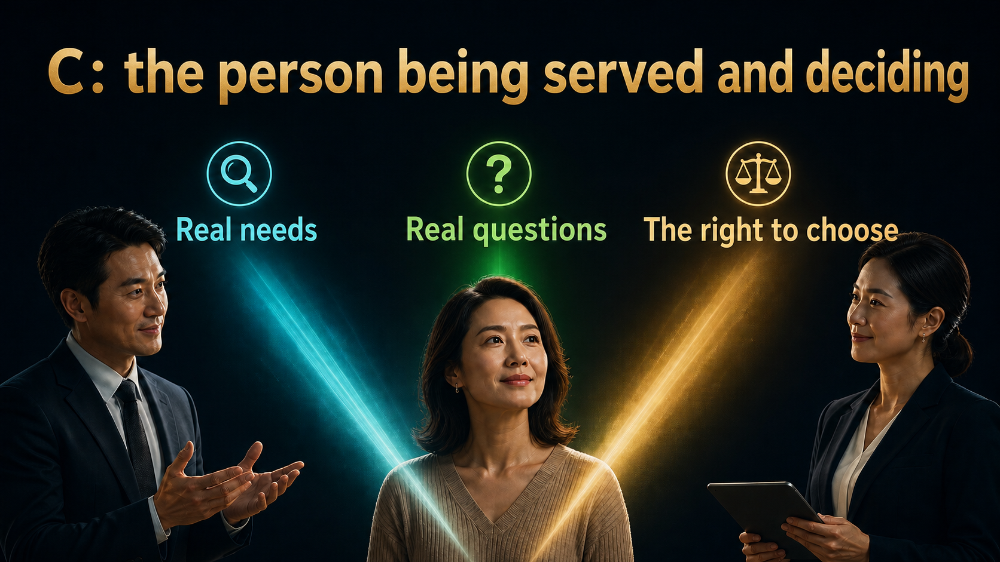 C: the person being served and deciding
?
Real needs
Real questions
The right to choose